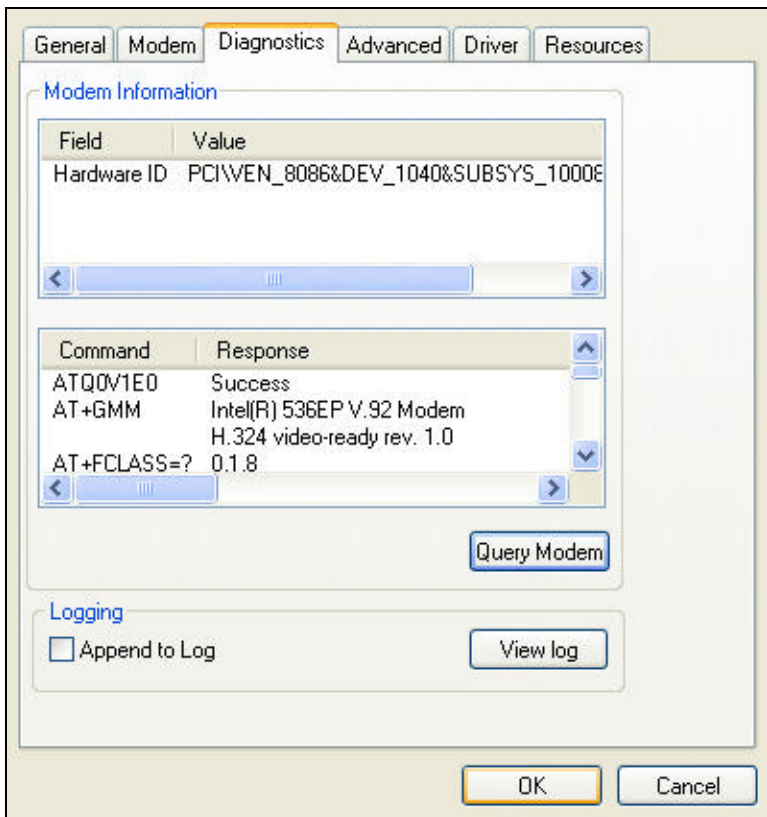 General Modem Diagnostics Advanced Driver Resources
Modem Information
Field Value
Hardware ID PCI\VEN_8086&DEV_1040&SUBSYS_10008
Command Response
ATQ0V1E0 Success
AT+GMM Intel(R) 536EP V.92 Modem
H.324 video-ready rev. 1.0
AT+FCLASS=? 0.1.8
Query Modem
Logging
Append to Log View log
OK Cancel